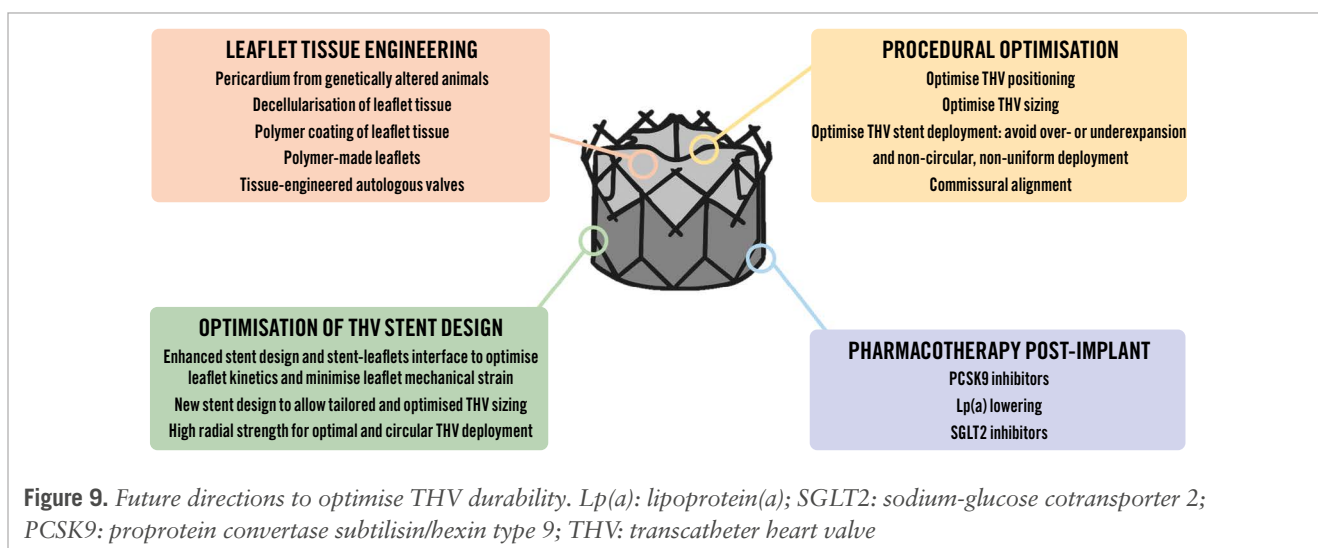 LEAFLET TISSUE ENGINEERING
Pericardium from genetically altered animals
Decellularisation of leaflet tissue
Polymer coating of leaflet tissue
Polymer-made leaflets
Tissue-engineered autologous valves
PROCEDURAL OPTIMISATION
Optimise THV positioning
Optimise THV sizing
Optimise THV stent deployment: avoid over- or underexpansion
and non-circular, non-uniform deployment
Commissural alignment
OPTIMISATION OF THV STENT DESIGN
Enhanced stent design and stent-leaflets interface to optimise
leaflet kinetics and minimise leaflet mechanical strain
New stent design to allow tailored and optimised THV sizing
High radial strength for optimal and circular THV deployment
PHARMACOTHERAPY POST-IMPLANT
PCSK9 inhibitors
Lp(a) lowering
SGLT2 inhibitors
Figure 9. Future directions to optimise THV durability. Lp(a): lipoprotein(a); SGLT2: sodium-glucose cotransporter 2;
PCSK9: proprotein convertase subtilisin/hexin type 9; THV: transcatheter heart valve